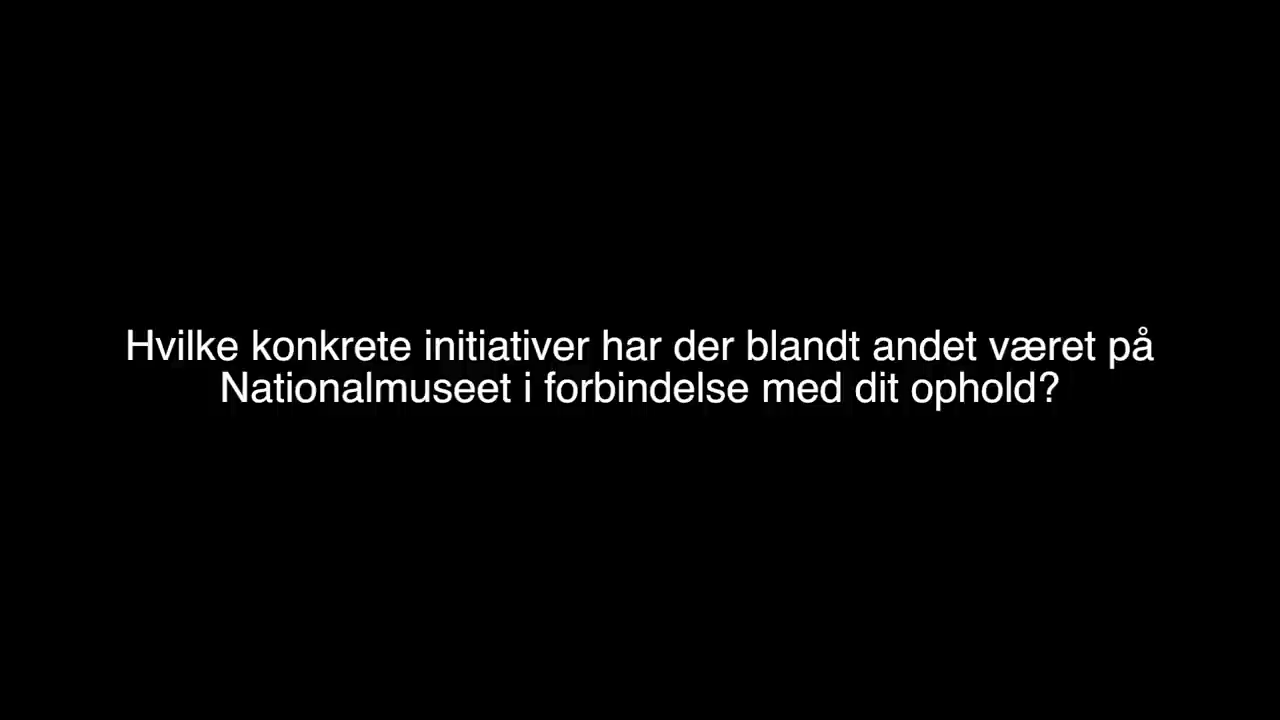 Hvilke konkrete initiativer har der blandt andet været på
Nationalmuseet i forbindelse med dit ophold?